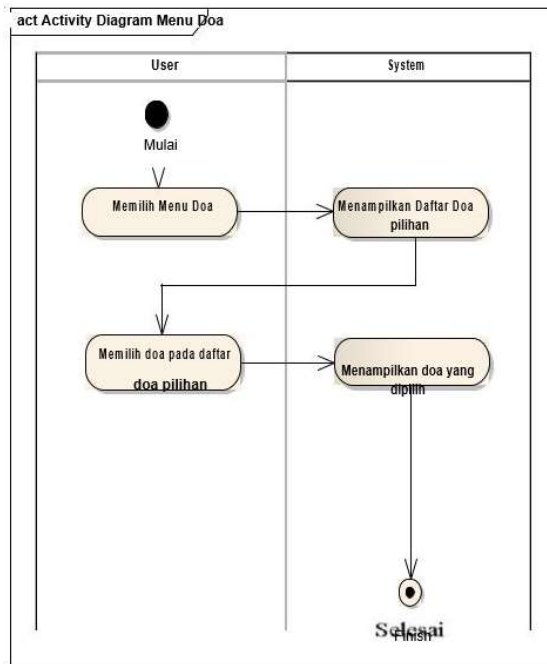 act Activity Diagram Menu Doa
User
System
Mulai
Memilih Menu Doa
Menampilkan Daftar Doa
pilihan
Memilih doa pada daftar
doa pilihan
Menampilkan doa yang
dipilih
Selesai
Finish